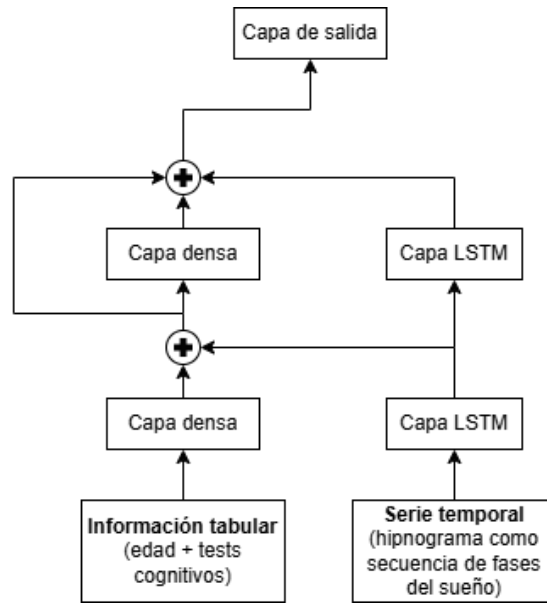 Capa de salida
Capa densa
Capa LSTM
Capa densa
Capa LSTM
Información tabular
(edad + tests
cognitivos)
Serie temporal
(hipnograma como
secuencia de fases
del sueño)